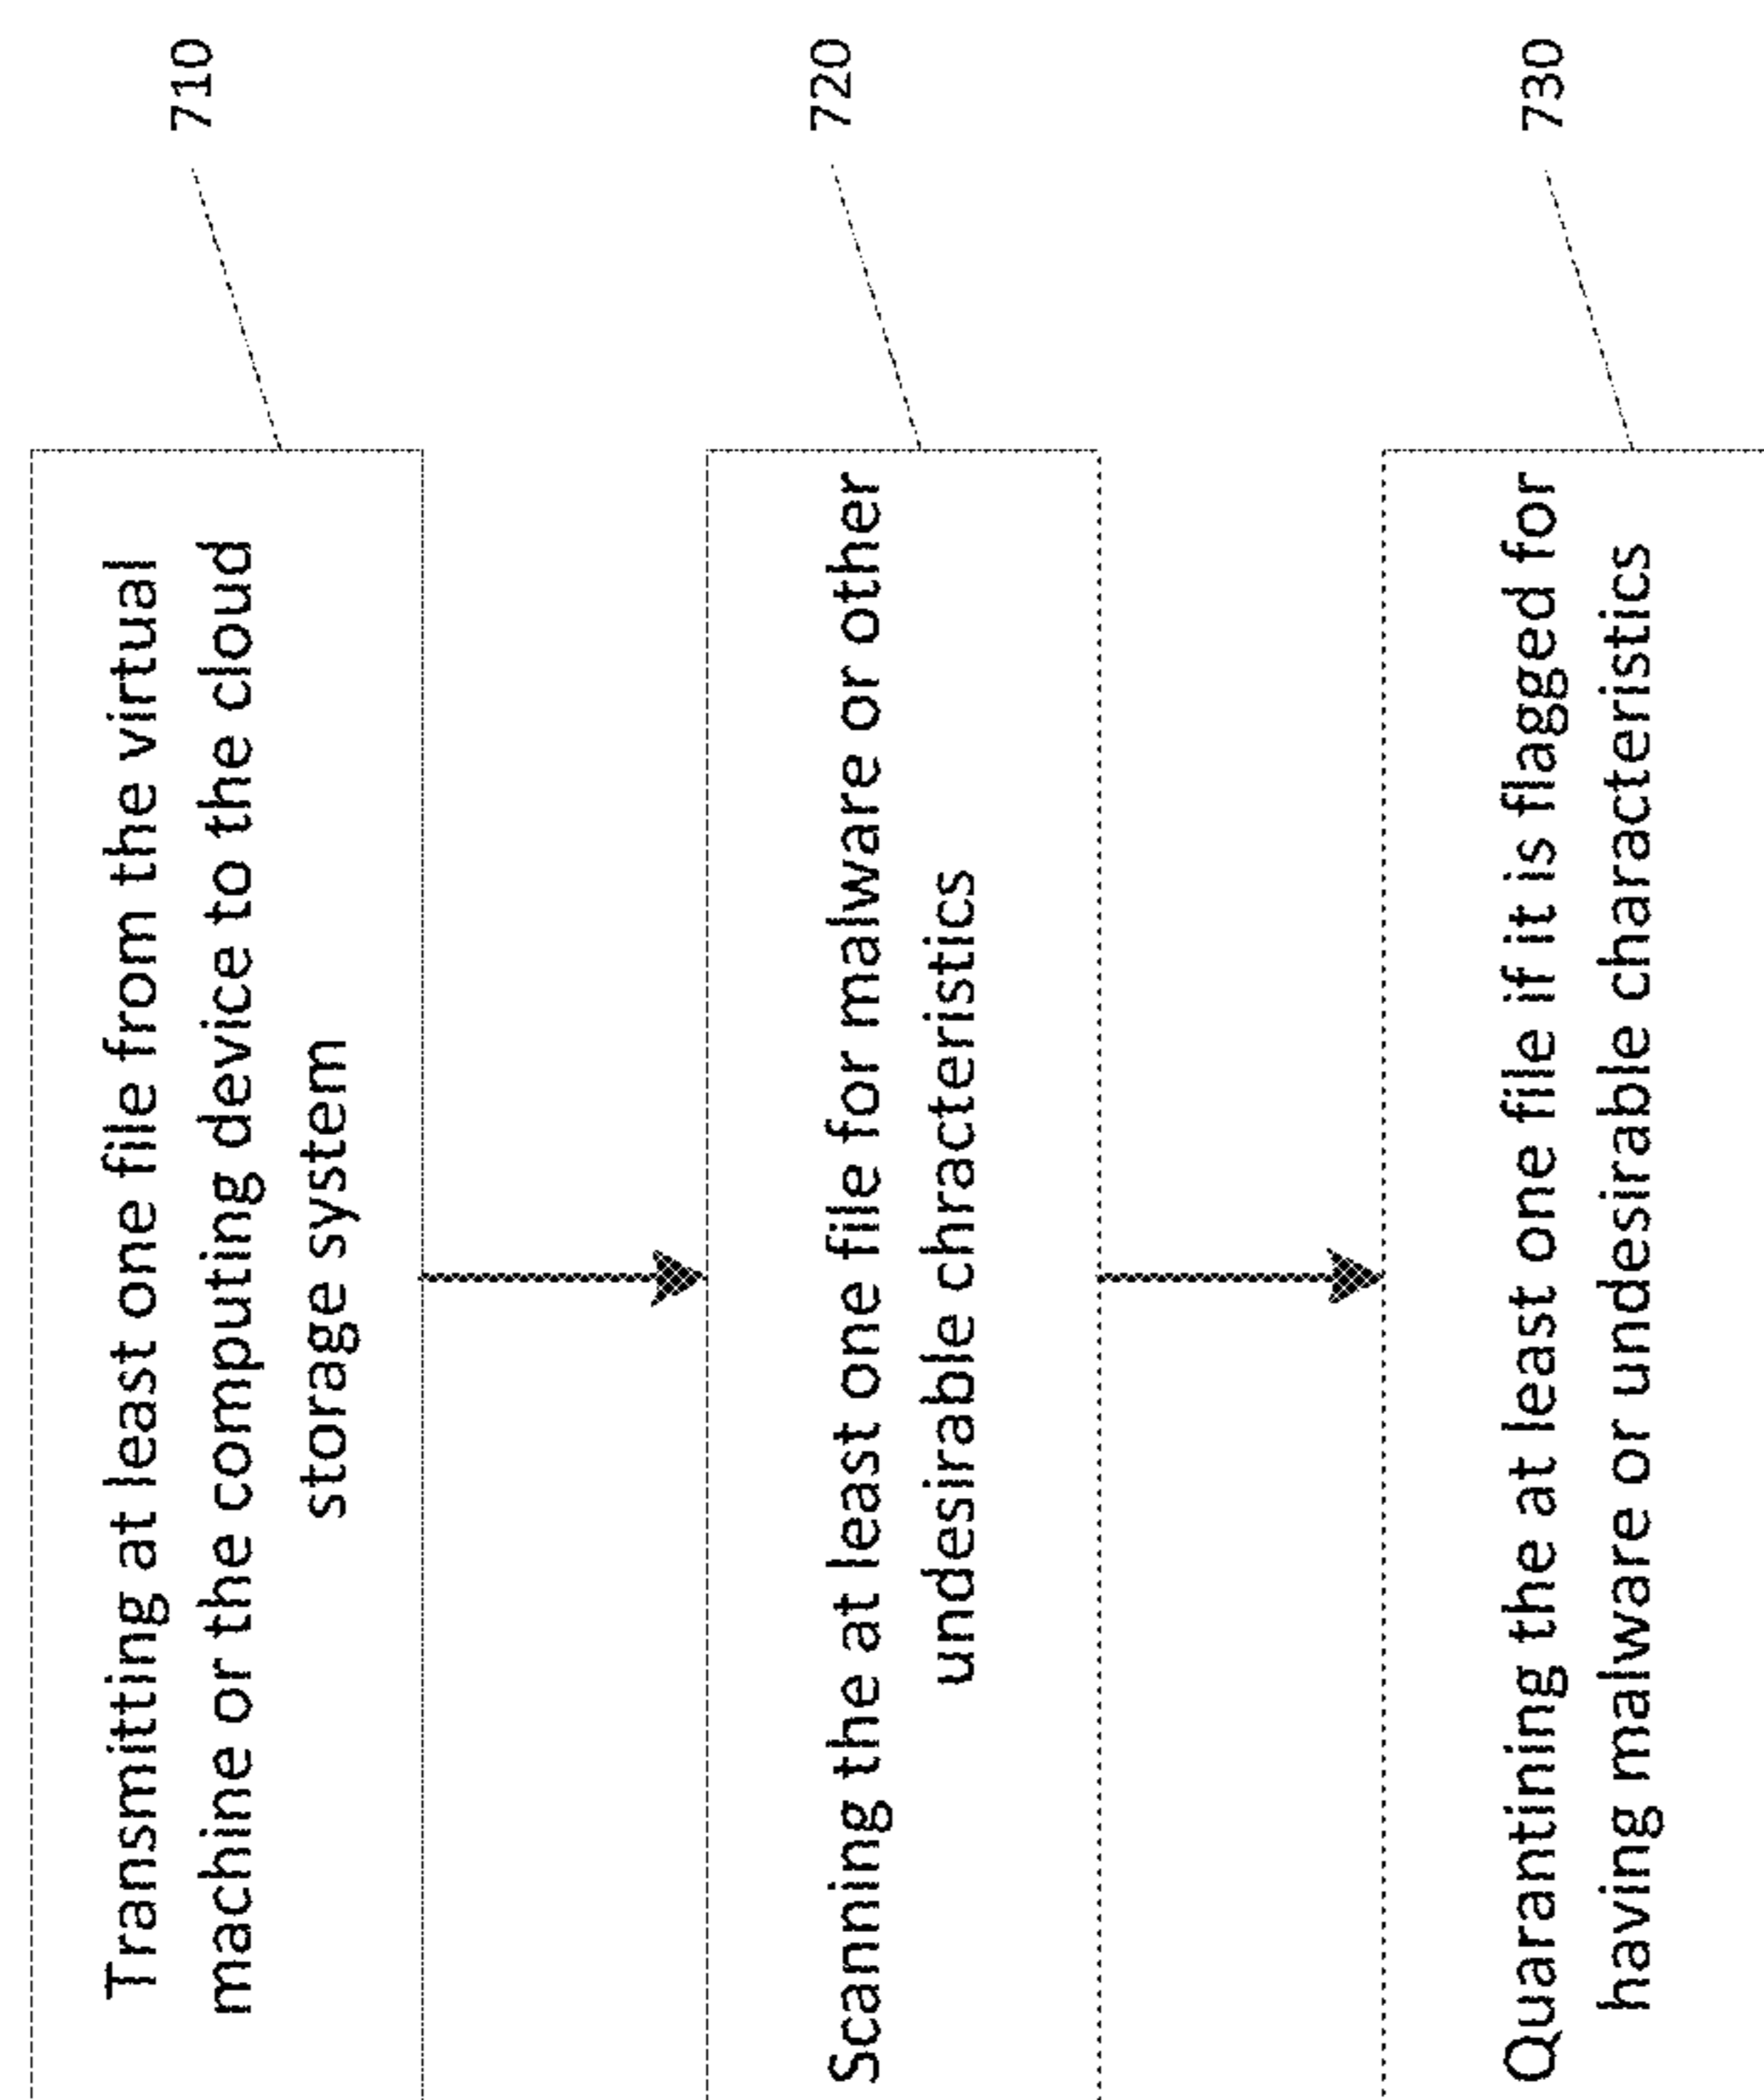 Transmitting at least one file from the virtual
machine or the computing device to the cloud
storage system
710
Scanning the at least one file for malware or other
undesirable chracteristics
720
Quarantining the at least one file if it is flagged for
having malware or undesirable characteristics
730